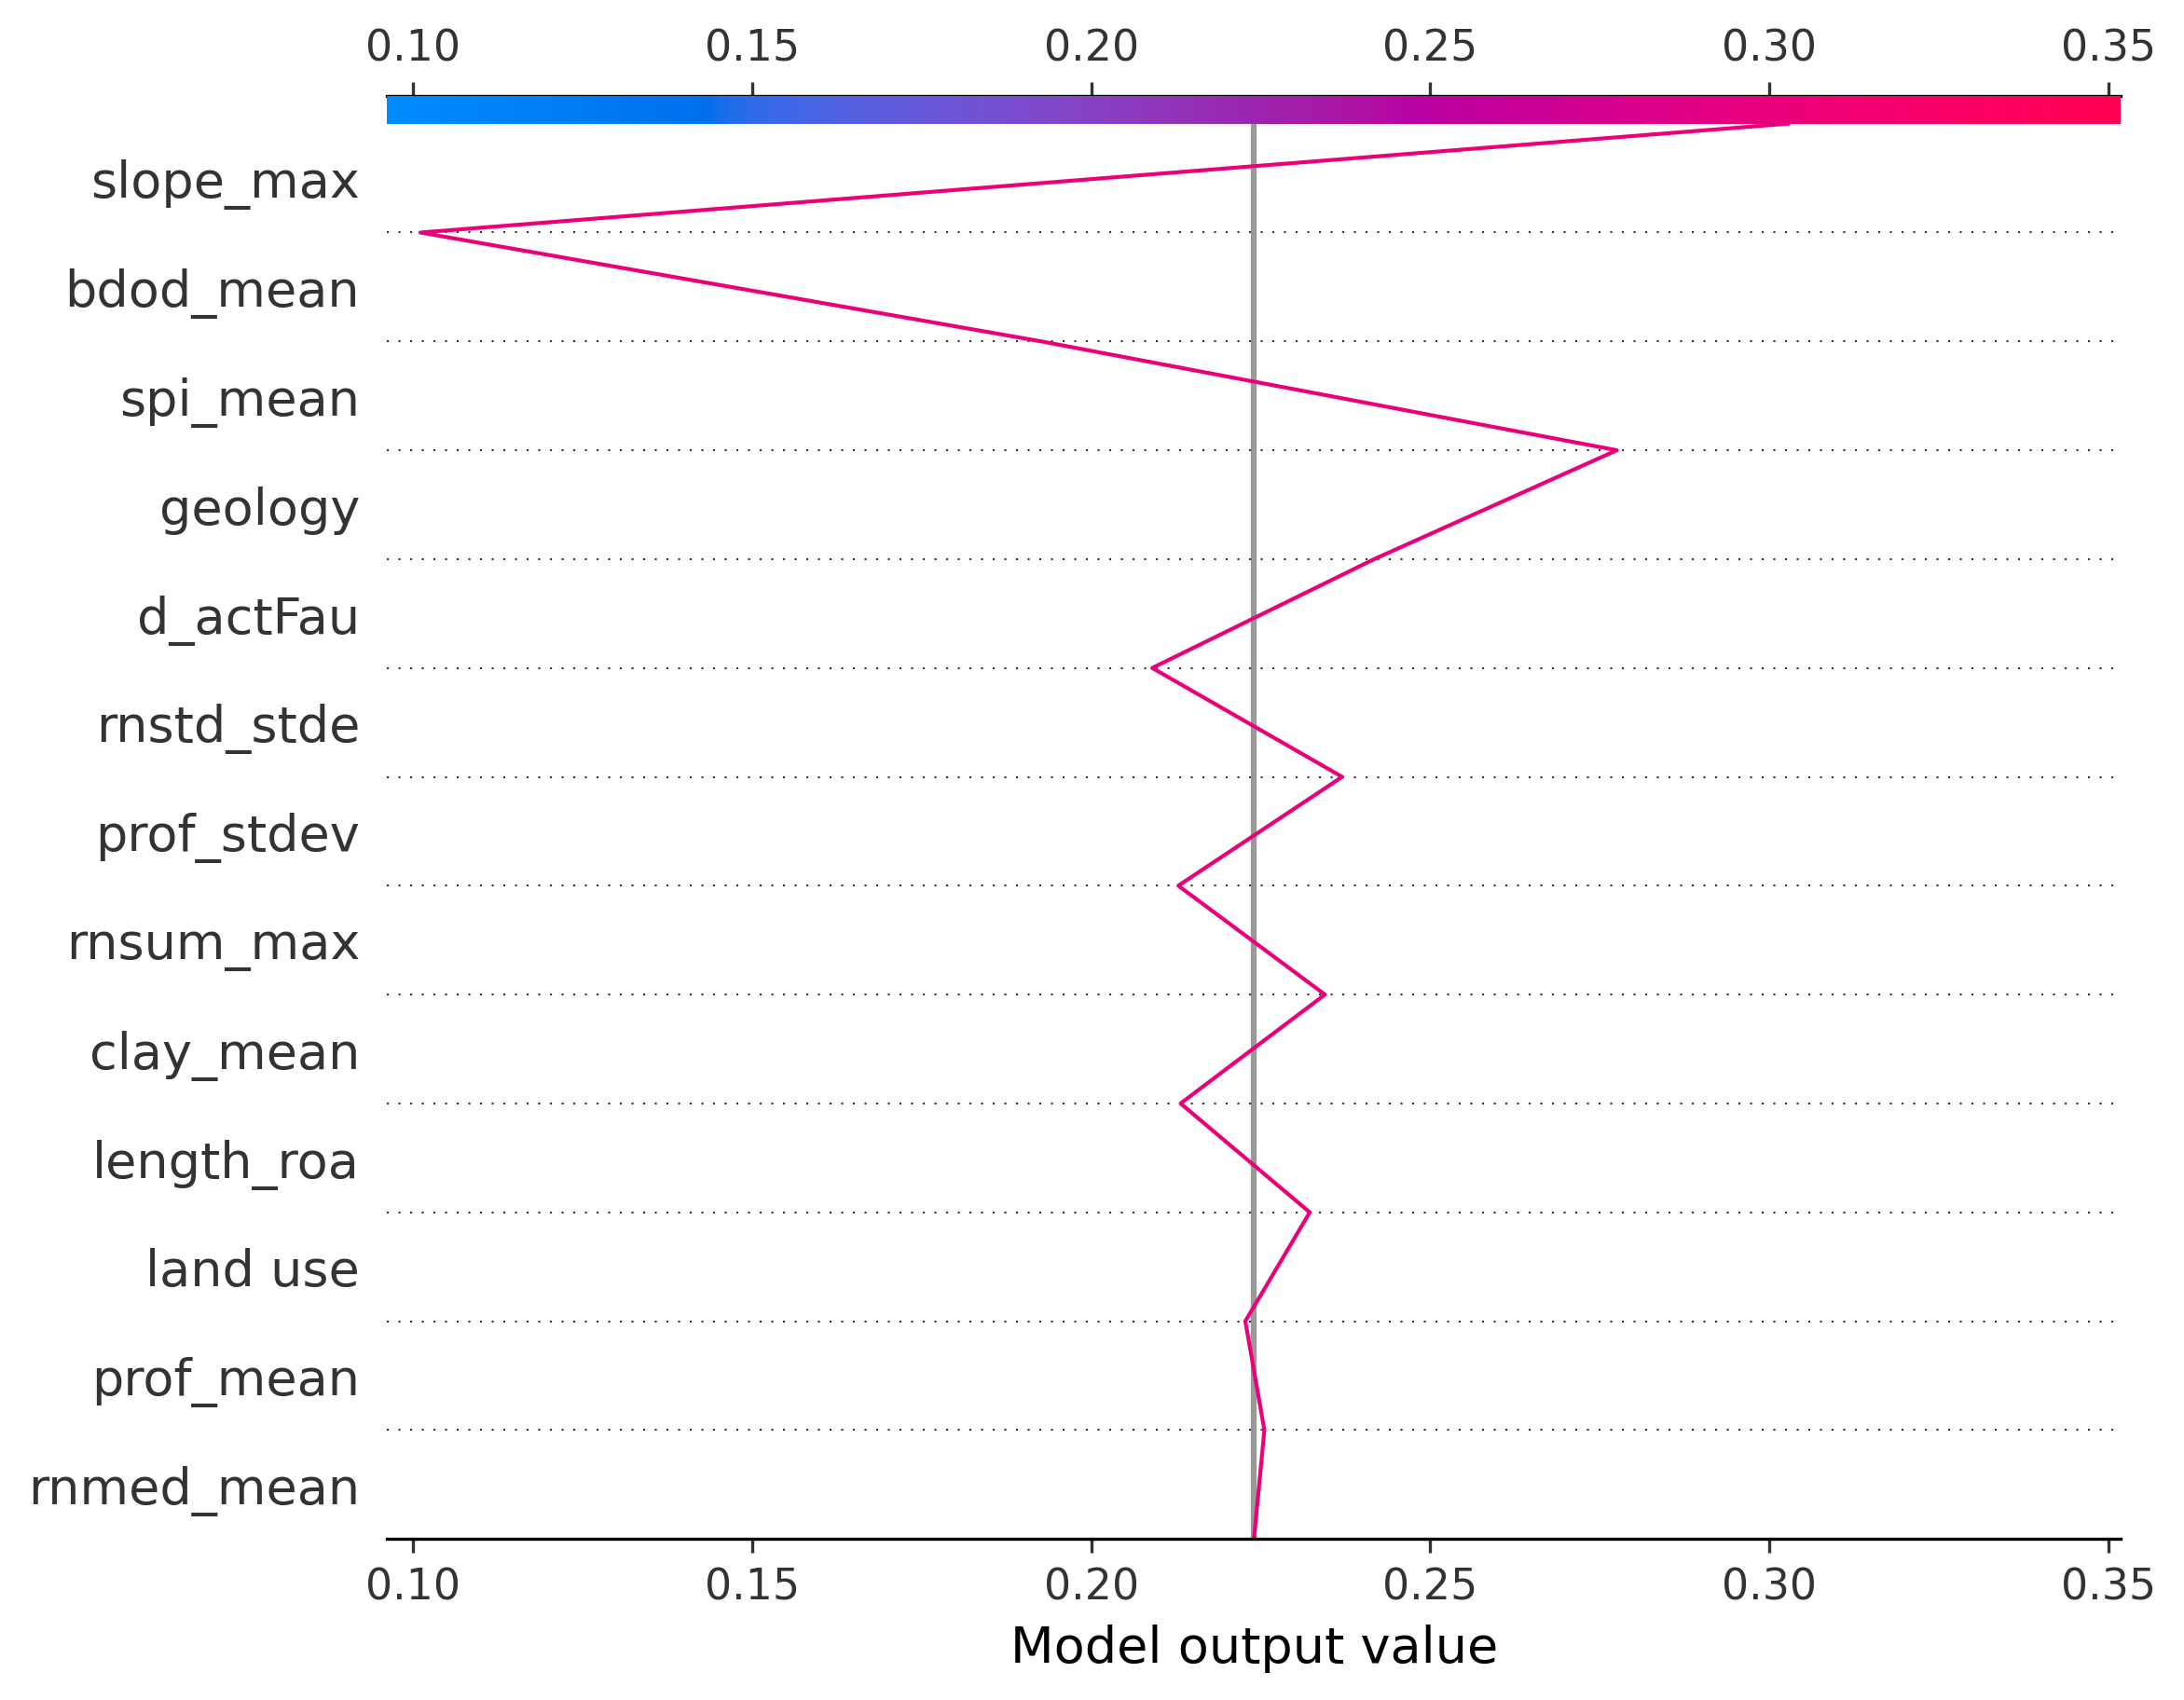 0.10 0.15 0.20 0.25 0.30 0.35
slope_max
bdod_mean
spi_mean
geology
d_actFau
rnstd_stde
prof_stdev
rnsum_max
clay_mean
length_roa
land use
prof_mean
rnmed_mean
0.10 0.15 0.20 0.25 0.30 0.35
Model output value